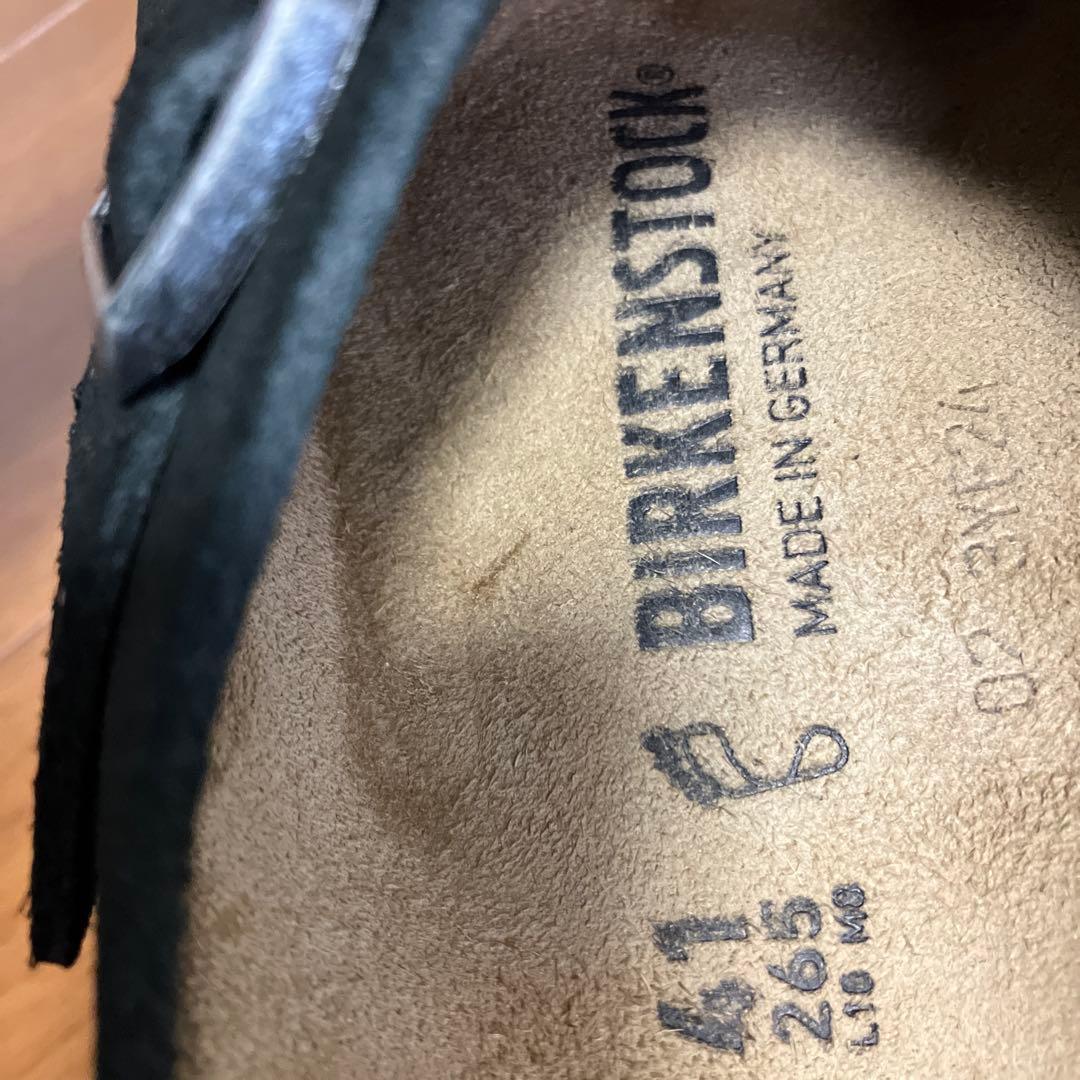 BIRKENSTOCK®
MADE IN GERMANY
41
265
L10 M8